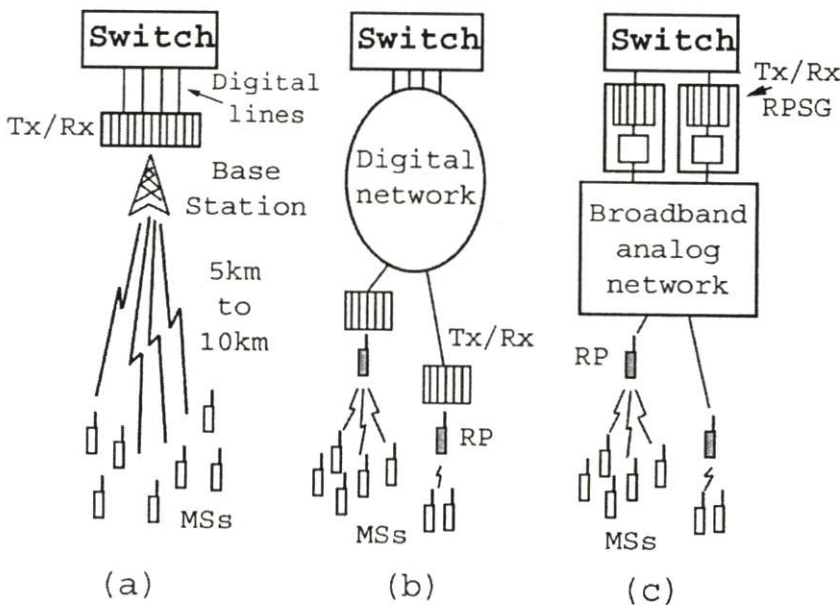 Switch
Digital
lines
Tx/Rx
Base
Station
5km
to
10km
MSs
(a)
Switch
Digital
network
Tx/Rx
RP
MSs
(b)
Switch
Tx/Rx
RPSG
Broadband
analog
network
RP
MSs
(c)